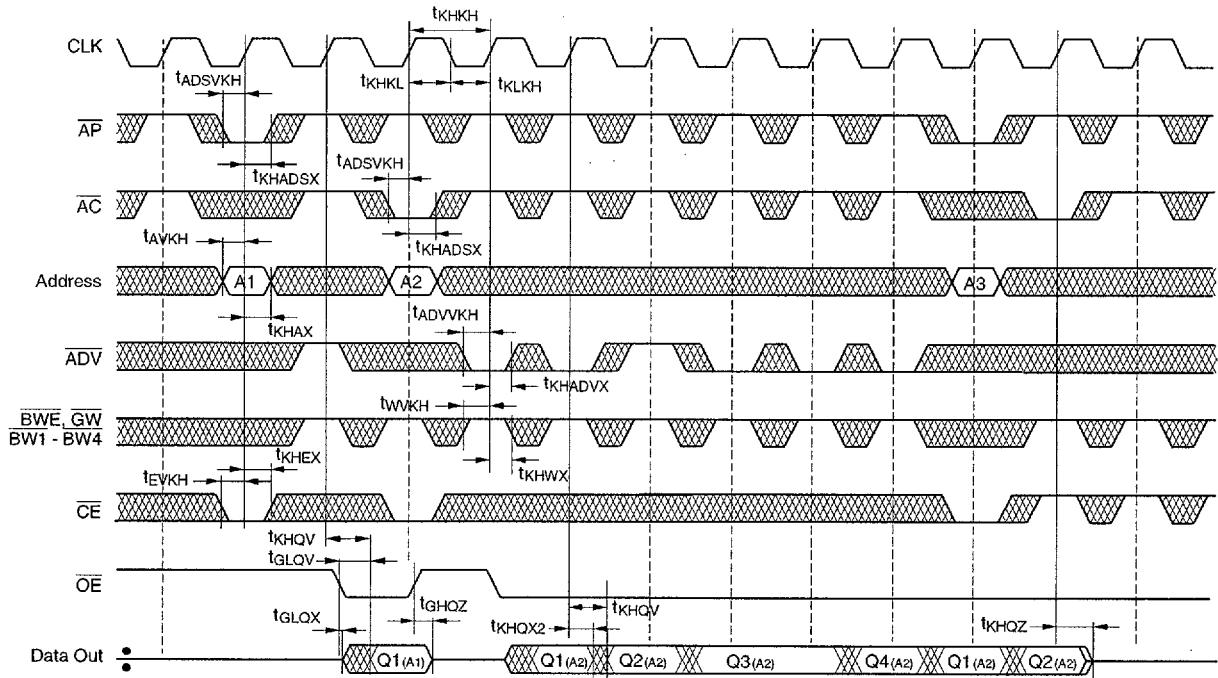 tKHKH
CLK
tADSVKH
tKHKL
tKLKH
AP
tADSVKH
tKHADSX
AC
tAVKH
tKHADSX
Address
A1
A2
A3
tADVVKH
tKHAX
ADV
tKHADVX
tWVKH
BWE, GW
BW1 - BW4
tKHEX
tEVKH
tKHWX
CE
tKHQV
tGLQV
OE
tGLQX
tGHQZ
tKHQV
tKHQX2
tKHQZ
Data Out
Q1(A1)
Q1(A2)
Q2(A2)
Q3(A2)
Q4(A2)
Q1(A2)
Q2(A2)